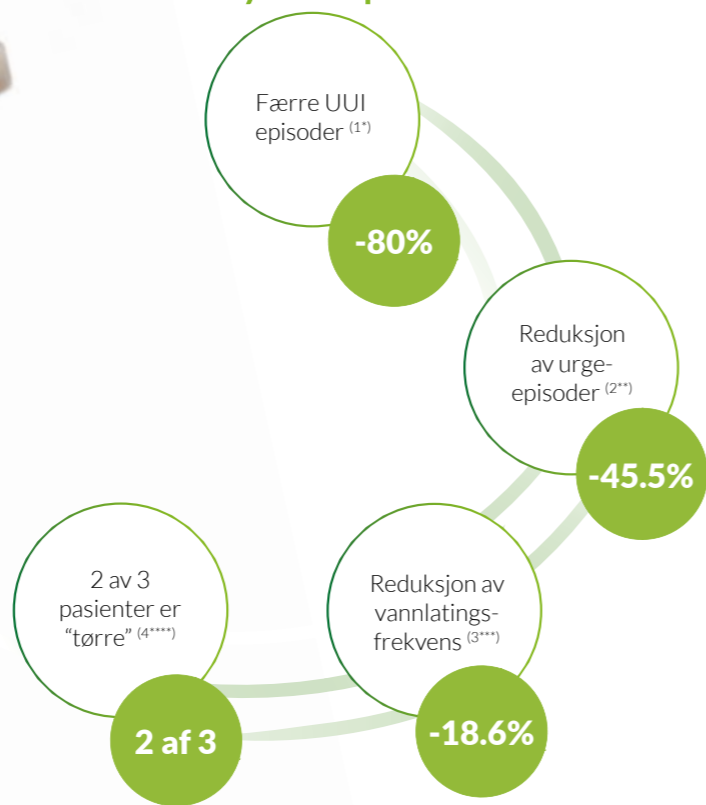 Færre UUI
episoder (1*)
-80%
Reduksjon
av urge-
episoder (2**)
-45.5%
Reduksjon av
vannlatings-
frekvens (3***)
-18.6%
2 av 3
pasienter er
“tørre” (4****)
2 af 3